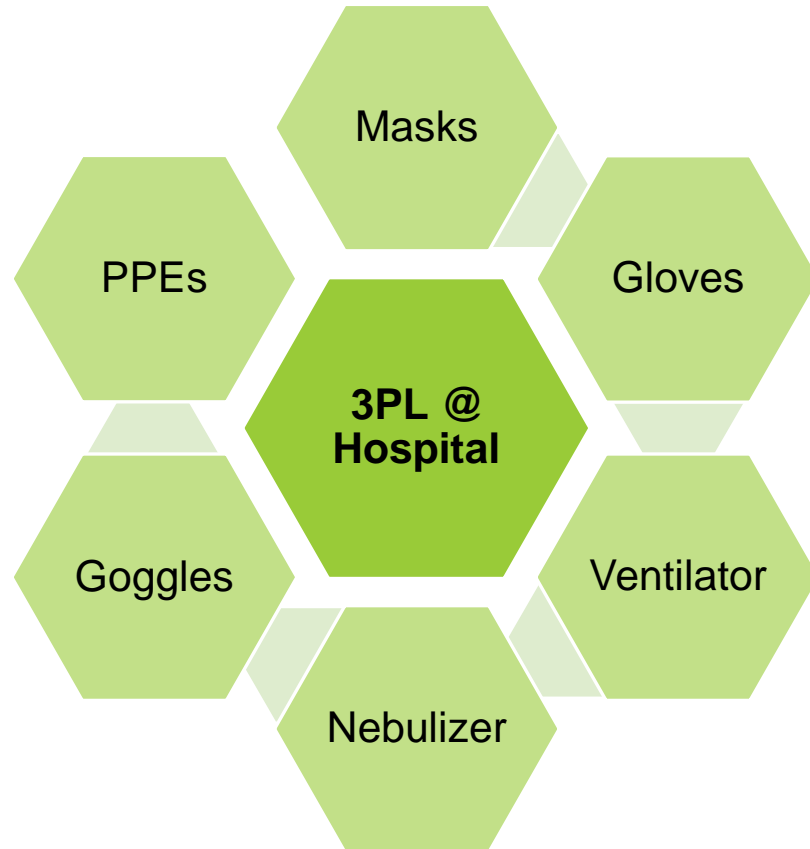 Masks
PPEs
Gloves
3PL @
Hospital
Goggles
Ventilator
Nebulizer